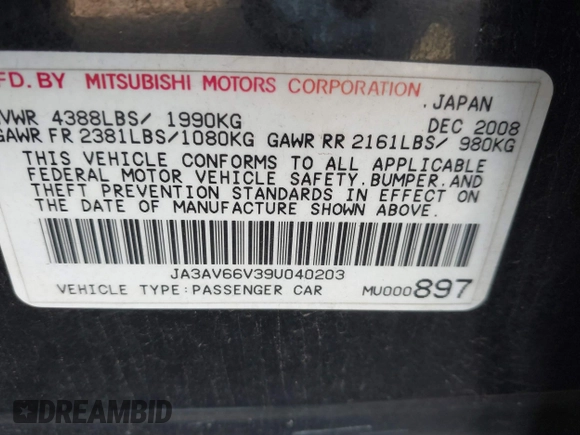 FD. BY MITSUBISHI MOTORS CORPORATION
.JAPAN
VWR 4388LBS/ 1990KG DEC 2008
GAWR FR 2381LBS/1080KG GAWR RR 2161LBS/ 980KG
THIS VEHICLE CONFORMS TO ALL APPLICABLE
FEDERAL MOTOR VEHICLE SAFETY,BUMPER,AND
THEFT PREVENTION STANDARDS IN EFFECT ON
THE DATE OF MANUFACTURE SHOWN ABOVE.
JA3AV66V39U040203
VEHICLE TYPE:PASSENGER CAR MU000897
DREAMBID